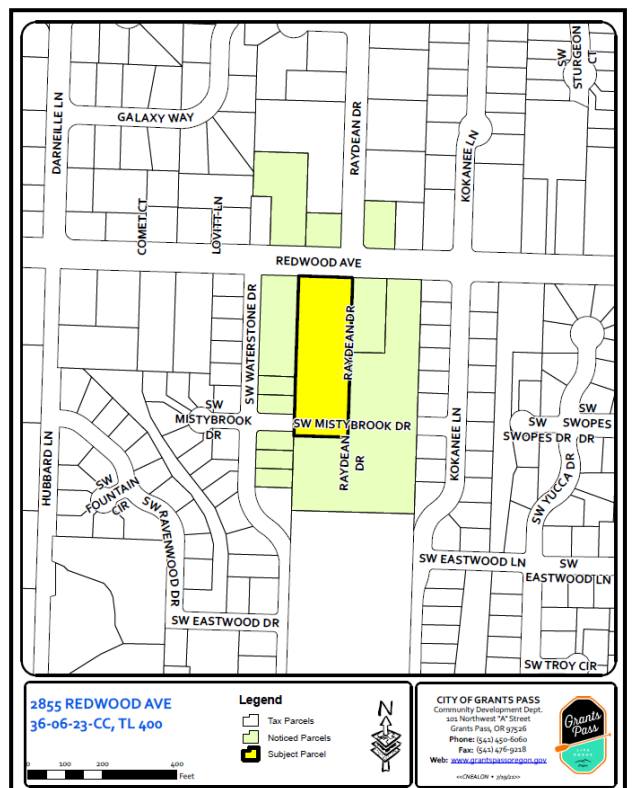 SW
STURGEON
CT
DARNEILLE LN
GALAXY WAY
RAYDEAN DR
KOKANEE LN
COMET CT
LOVITT LN
REDWOOD AVE
SW WATERSTONE DR
RAYDEAN DR
SW
MISTYBROOK
DR
SW MISTYBROOK DR
SW
SWOPES DR
SW
SWOPES
DR
HUBBARD LN
RAYDEAN
DR
KOKANEE LN
SW
FOUNTAIN
CIR
SW RAVENWOOD DR
SW YUCCA DR
SW EASTWOOD LN
SW
EASTWOOD LN
SW EASTWOOD DR
SW TROY CIR
2855 REDWOOD AVE
36-06-23-CC, TL 400
0 100 200 400
Feet
Legend
Tax Parcels
Noticed Parcels
Subject Parcel
N
CITY OF GRANTS PASS
Community Development Dept.
101 Northwest "A" Street
Grants Pass, OR 97526
Phone: (541) 450-6060
Fax: (541) 476-9218
Web: www.grantspassoregon.gov
Grants
Pass